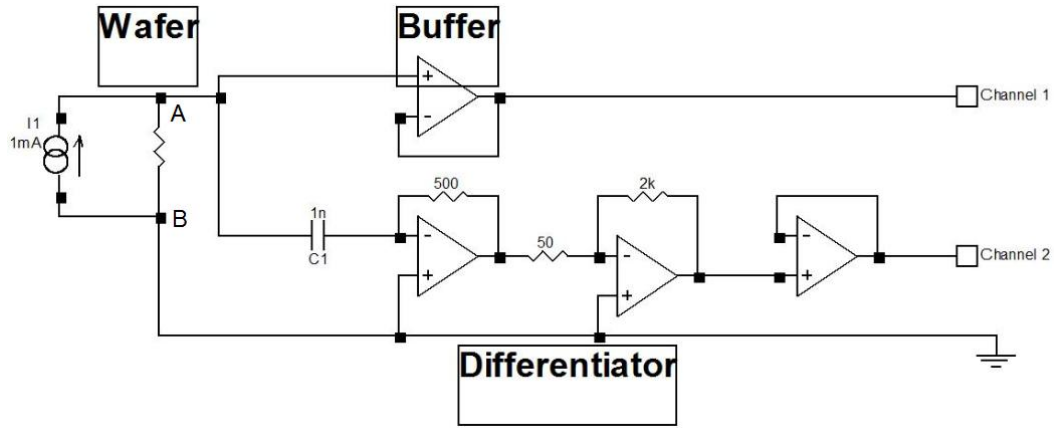 Wafer
Buffer
+
-
Channel 1
A
I1
1mA
B
500
2k
1n
C1
-
+
50
-
+
-
+
Channel 2
Differentiator